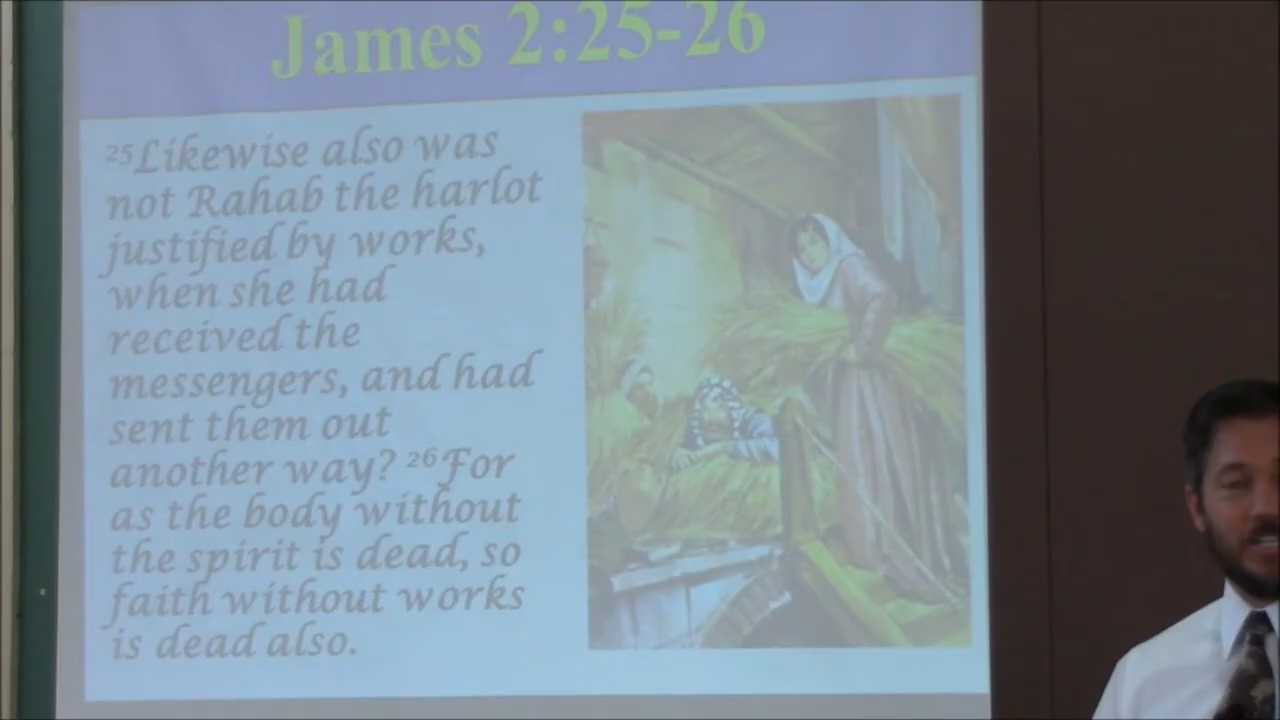 James 2:25-26
25Likewise also was
not Rahab the harlot
justified by works,
when she had
received the
messengers, and had
sent them out
another way? 26For
as the body without
the spirit is dead, so
faith without works
is dead also.